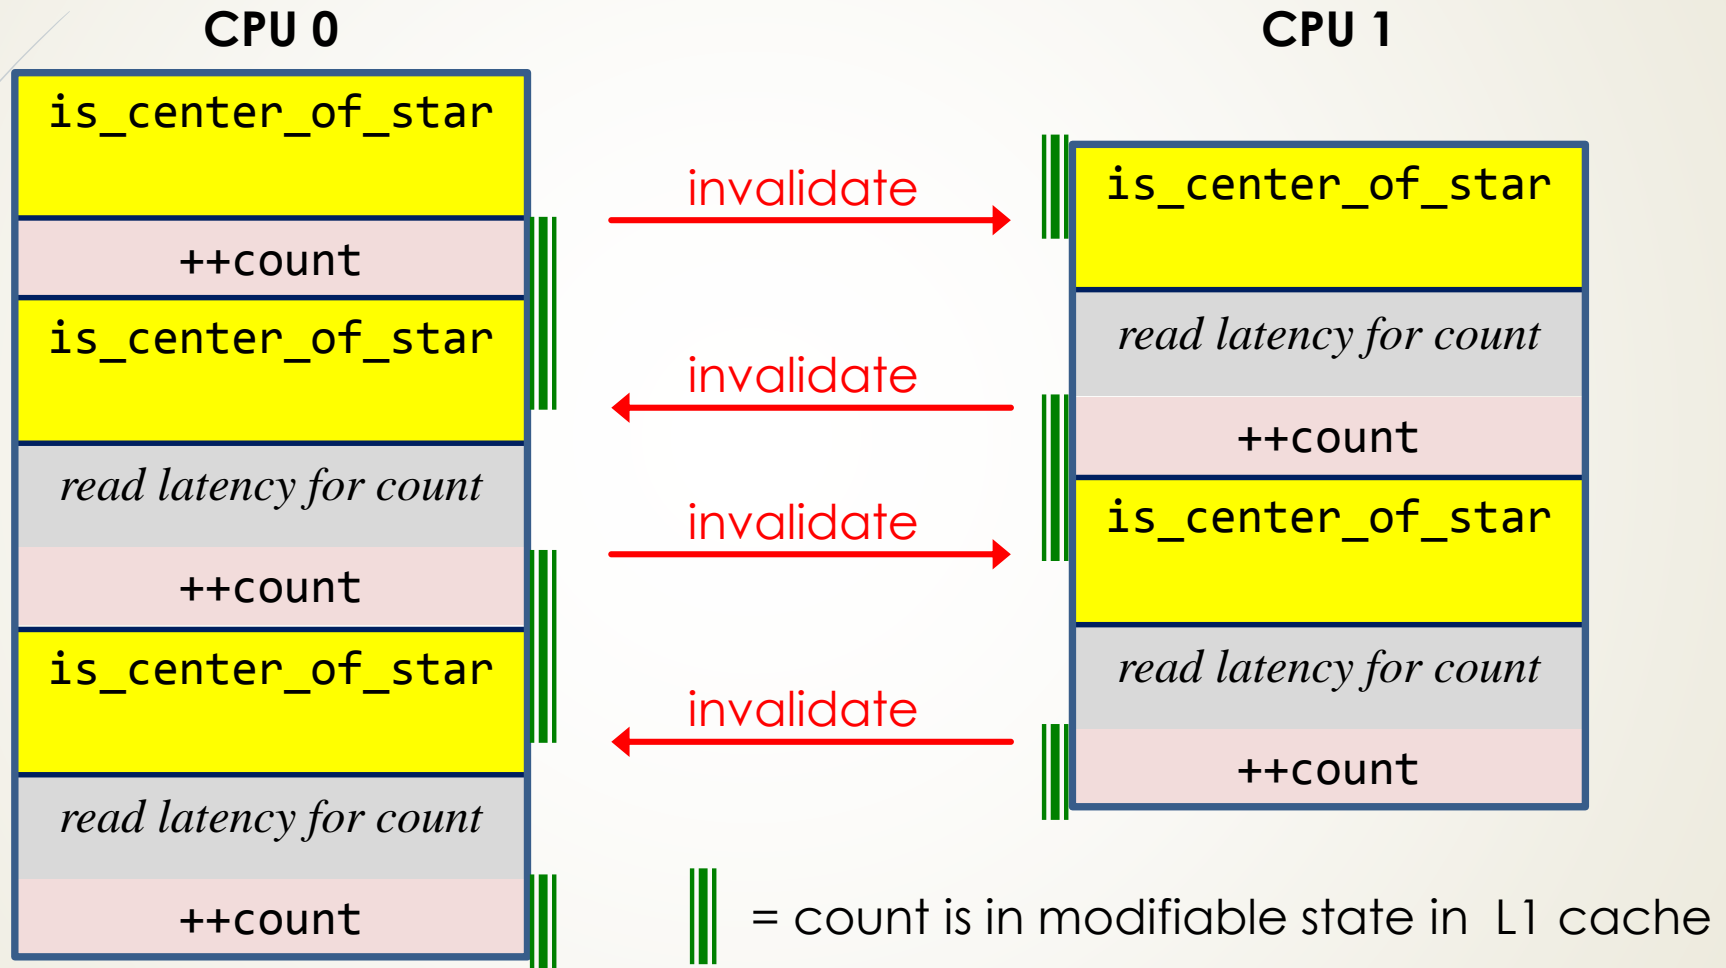 CPU 0
is_center_of_star
++count
is_center_of_star
read latency for count
++count
is_center_of_star
read latency for count
++count
invalidate
invalidate
invalidate
invalidate
CPU 1
is_center_of_star
read latency for count
++count
is_center_of_star
read latency for count
++count
= count is in modifiable state in L1 cache